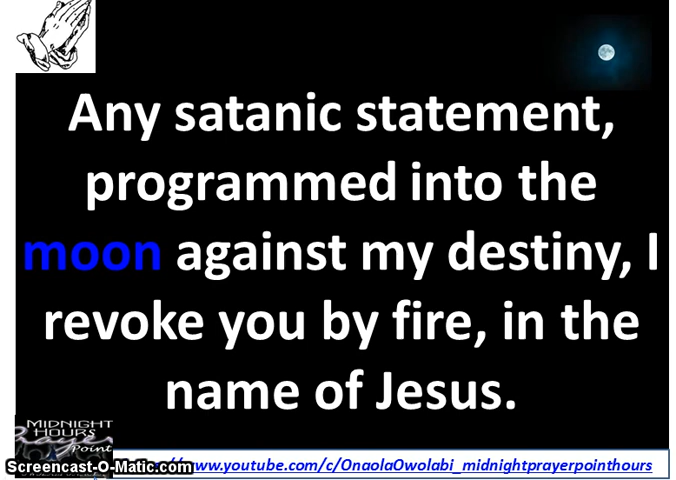 Any satanic statement,
programmed into the
moon against my destiny, I
revoke you by fire, in the
name of Jesus.
MIDNIGHT
HOURS
Prayer
Point
Screencast-O-Matic.com
//www.youtube.com/c/OnaolaOwolabi_midnightprayerpointhours